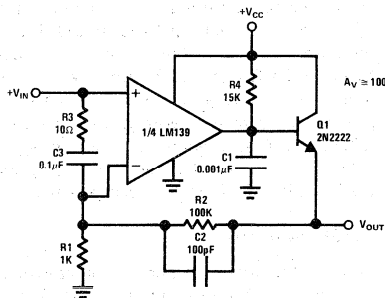 +VCC
R4
15K
AV ≅ 100
+VIN
+
R3
10Ω
1/4 LM139
Q1
2N2222
C3
0.1μF
−
C1
0.001μF
R2
100K
VOUT
R1
1K
C2
100pF